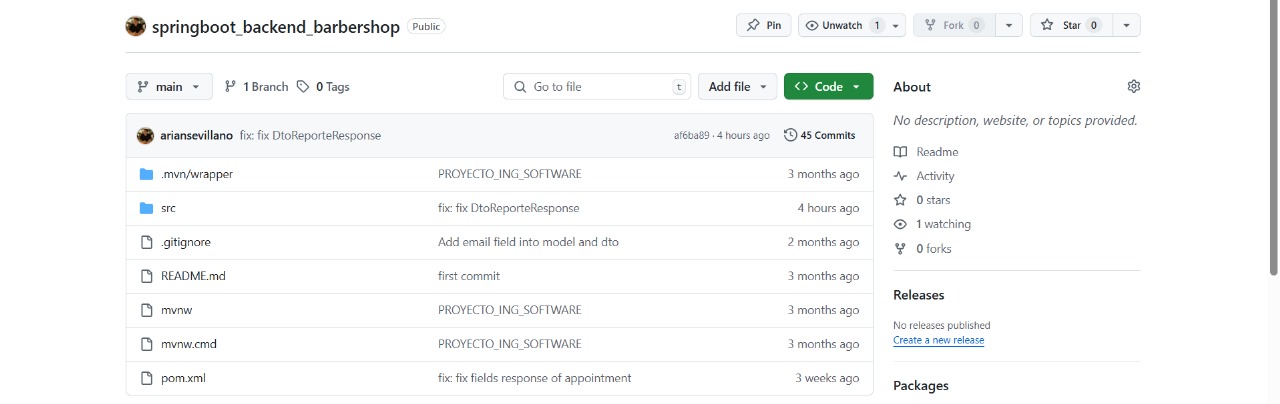 springboot_backend_barbershop Public Pin Unwatch 1 Fork 0 Star 0
main 1 Branch 0 Tags Go to file t Add file Code
ariansevillano fix: fix DtoReporteResponse af6ba89 · 4 hours ago 45 Commits
.mvn/wrapper PROYECTO_ING_SOFTWARE 3 months ago
src fix: fix DtoReporteResponse 4 hours ago
.gitignore Add email field into model and dto 2 months ago
README.md first commit 3 months ago
mvnw PROYECTO_ING_SOFTWARE 3 months ago
mvnw.cmd PROYECTO_ING_SOFTWARE 3 months ago
pom.xml fix: fix fields response of appointment 3 weeks ago
About
No description, website, or topics provided.
Readme
Activity
0 stars
1 watching
0 forks
Releases
No releases published
Create a new release
Packages